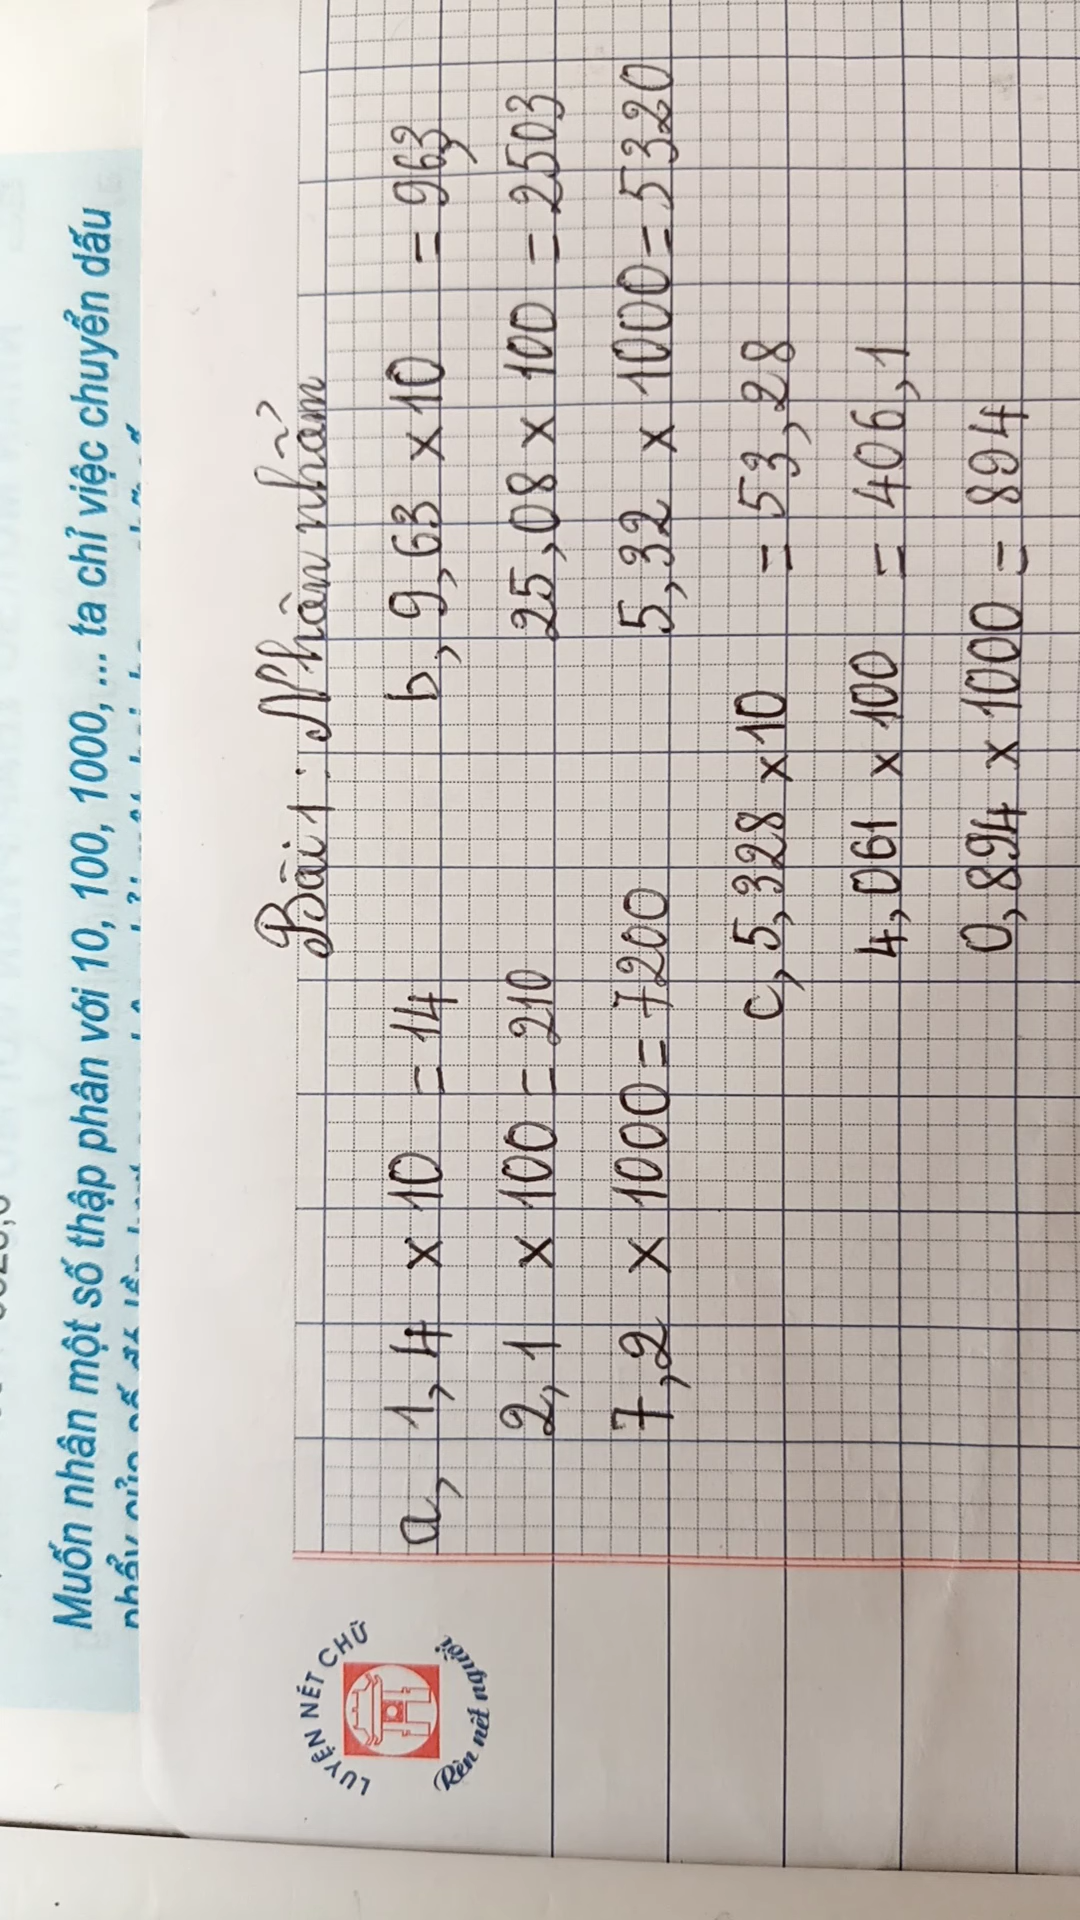 Muốn nhân một số thập phân với 10, 100, 1000, ... ta chỉ việc chuyển dấu
LUYỆN NÉT CHỮ
Rèn nết người
Bài 1: Nhân nhẩm
a, 1,4 x 10 = 14 b, 9,63 x 10 = 96,3
2,1 x 100 = 210 25,08 x 100 = 2503
7,2 x 1000 = 7200 5,32 x 1000 = 5320
c, 5,328 x 10 = 53,28
4,061 x 100 = 406,1
0,894 x 1000 = 894